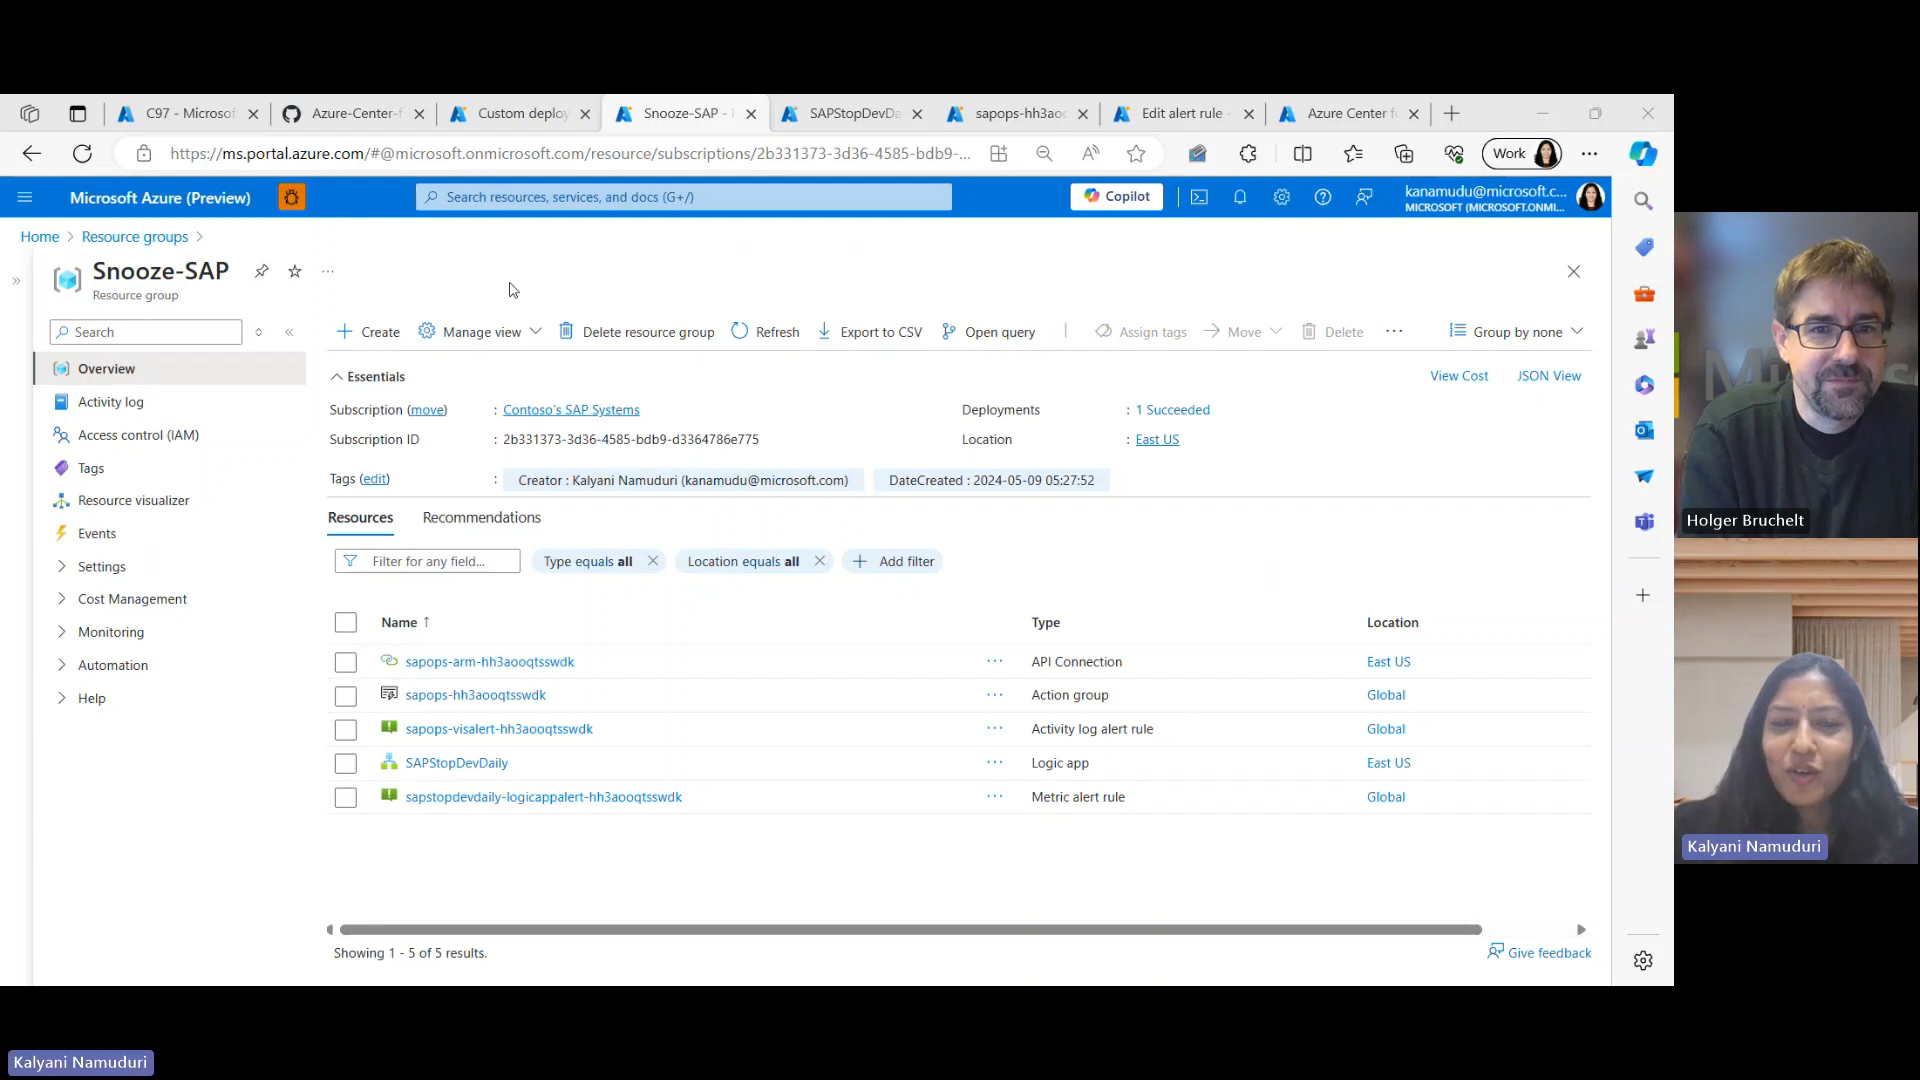 C97 - Microsof
Azure-Center-f
Custom deploy
Snooze-SAP -
SAPStopDevDa
sapops-hh3ao
Edit alert rule -
Azure Center fo
https://ms.portal.azure.com/#@microsoft.onmicrosoft.com/resource/subscriptions/2b331373-3d36-4585-bdb9-...
Work
Microsoft Azure (Preview)
Search resources, services, and docs (G+/)
Copilot
kanamudu@microsoft.c...
MICROSOFT (MICROSOFT.ONMI...
Home > Resource groups >
Snooze-SAP
Resource group
Search
Overview
Activity log
Access control (IAM)
Tags
Resource visualizer
Events
Settings
Cost Management
Monitoring
Automation
Help
Create
Manage view
Delete resource group
Refresh
Export to CSV
Open query
Assign tags
Move
Delete
Group by none
Essentials
View Cost
JSON View
Subscription (move) : Contoso's SAP Systems
Deployments : 1 Succeeded
Subscription ID : 2b331373-3d36-4585-bdb9-d3364786e775
Location : East US
Tags (edit) : Creator : Kalyani Namuduri (kanamudu@microsoft.com) DateCreated : 2024-05-09 05:27:52
Resources
Recommendations
Filter for any field...
Type equals all
Location equals all
Add filter
Name ↑ Type Location
sapops-arm-hh3aooqtsswdk ... API Connection East US
sapops-hh3aooqtsswdk ... Action group Global
sapops-visalert-hh3aooqtsswdk ... Activity log alert rule Global
SAPStopDevDaily ... Logic app East US
sapstopdevdaily-logicappalert-hh3aooqtsswdk ... Metric alert rule Global
Showing 1 - 5 of 5 results.
Give feedback
Holger Bruchelt
Kalyani Namuduri
Kalyani Namuduri